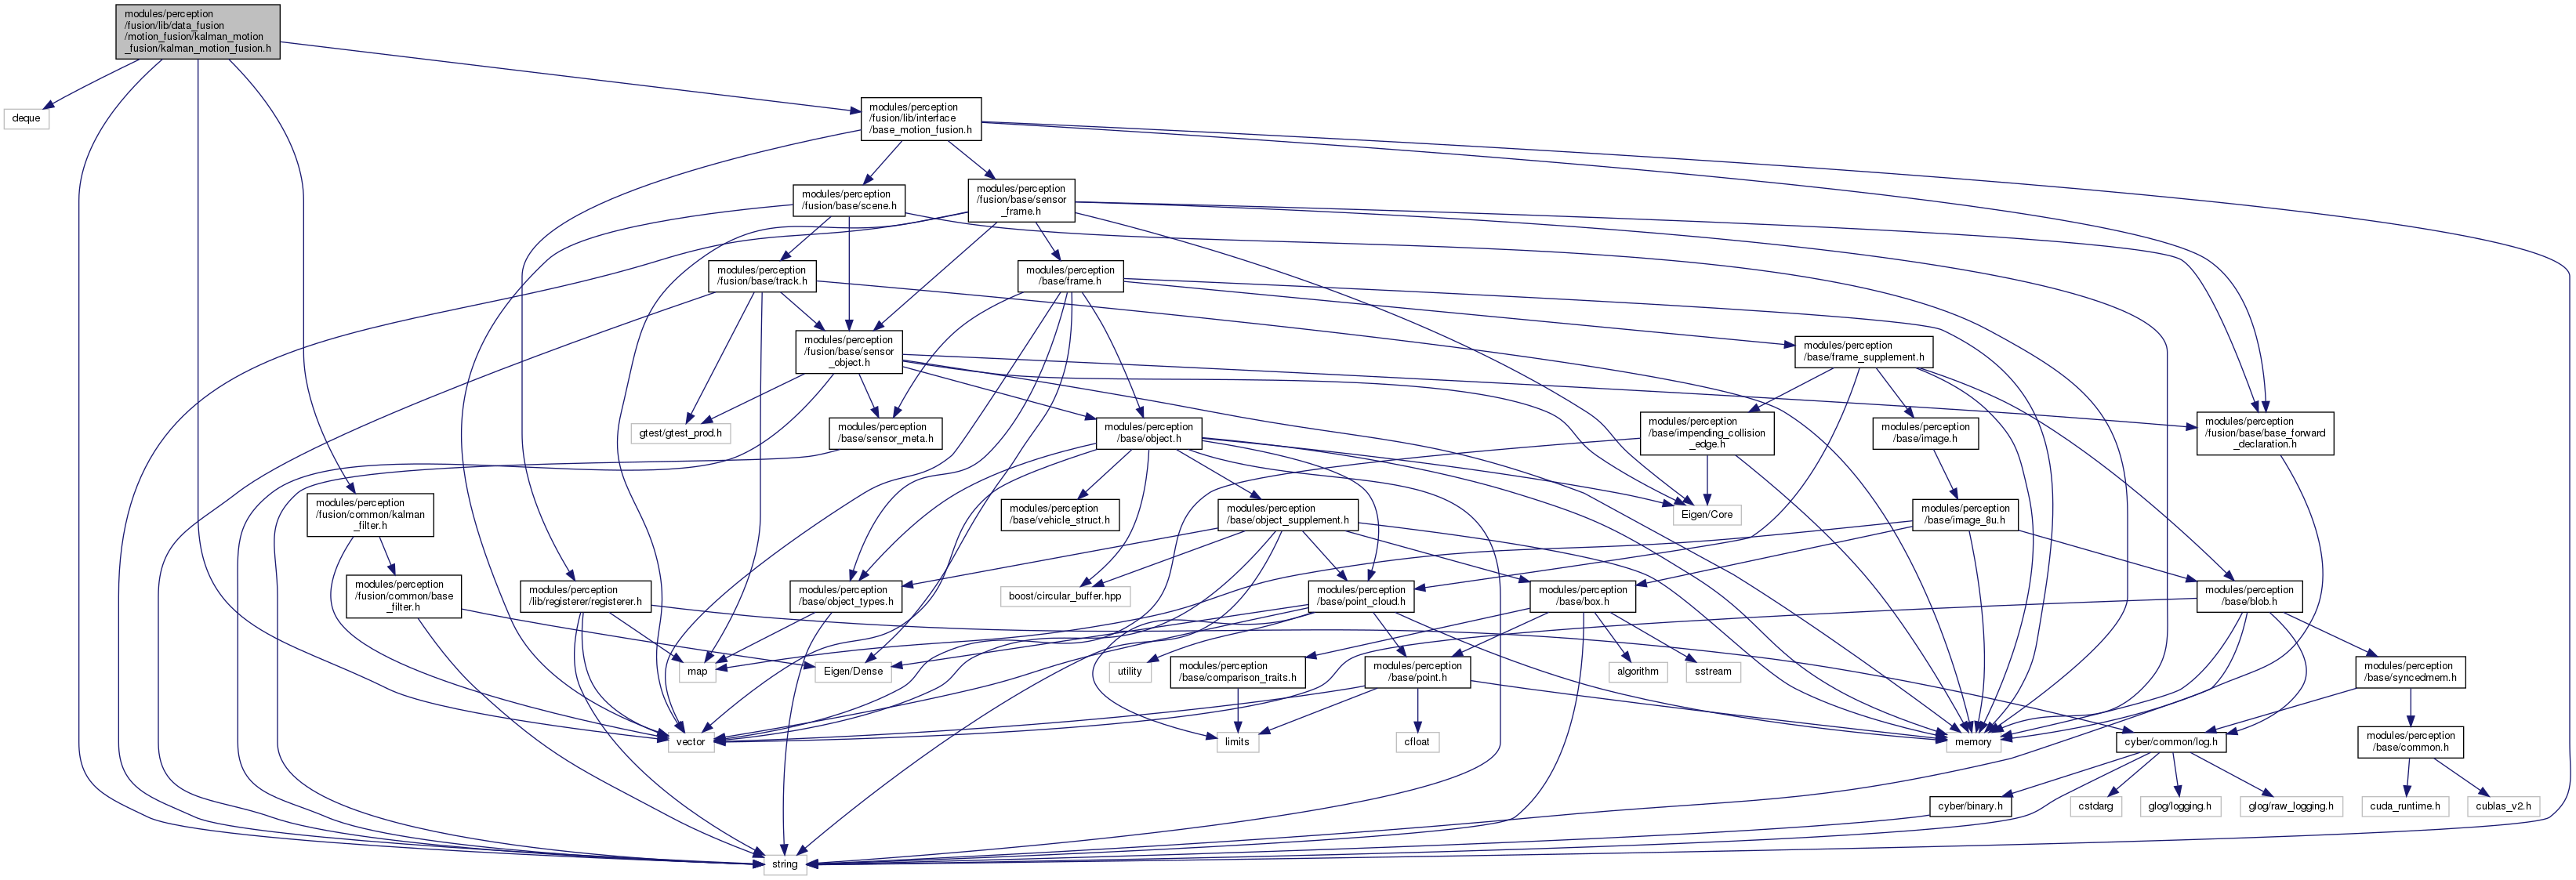 modules/perception
/fusion/lib/data_fusion
/motion_fusion/kalman_motion
_fusion/kalman_motion_fusion.h
deque
modules/perception
/fusion/lib/interface
/base_motion_fusion.h
modules/perception
/fusion/base/scene.h
modules/perception
/fusion/base/sensor
_frame.h
modules/perception
/fusion/base/track.h
modules/perception
/base/frame.h
modules/perception
/fusion/base/sensor
_object.h
modules/perception
/base/frame_supplement.h
gtest/gtest_prod.h
modules/perception
/base/sensor_meta.h
modules/perception
/base/object.h
modules/perception
/base/impending_collision
_edge.h
modules/perception
/base/image.h
modules/perception
/fusion/base/base_forward
_declaration.h
modules/perception
/fusion/common/kalman
_filter.h
modules/perception
/base/vehicle_struct.h
modules/perception
/base/object_supplement.h
Eigen/Core
modules/perception
/base/image_8u.h
modules/perception
/fusion/common/base
_filter.h
modules/perception
/lib/registerer/registerer.h
modules/perception
/base/object_types.h
boost/circular_buffer.hpp
modules/perception
/base/point_cloud.h
modules/perception
/base/box.h
modules/perception
/base/blob.h
map
Eigen/Dense
utility
modules/perception
/base/comparison_traits.h
modules/perception
/base/point.h
algorithm
sstream
modules/perception
/base/syncedmem.h
vector
limits
cfloat
memory
cyber/common/log.h
modules/perception
/base/common.h
cyber/binary.h
cstdarg
glog/logging.h
glog/raw_logging.h
cuda_runtime.h
cublas_v2.h
string